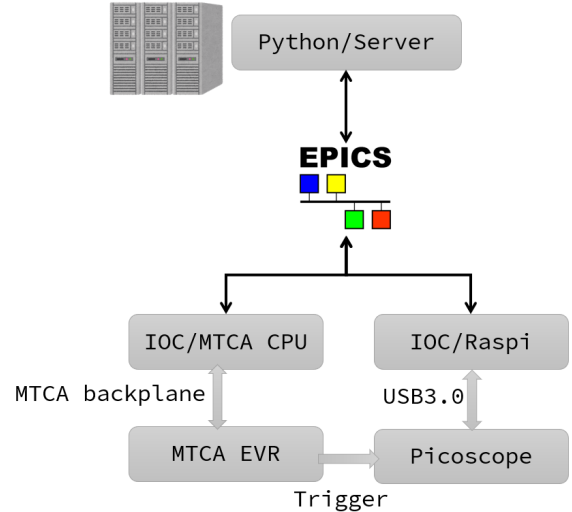 Python/Server
EPICS
IOC/MTCA CPU
IOC/Raspi
MTCA backplane
USB3.0
MTCA EVR
Picoscope
Trigger